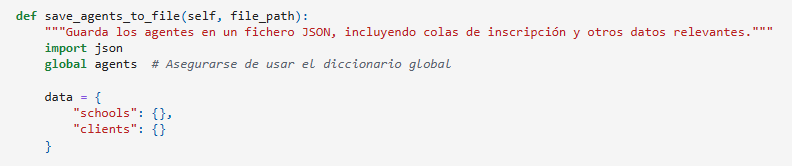 def save_agents_to_file(self, file_path):
    """Guarda los agentes en un fichero JSON, incluyendo colas de inscripción y otros datos relevantes."""
    import json
    global agents  # Asegurarse de usar el diccionario global

    data = {
        "schools": {},
        "clients": {}
    }